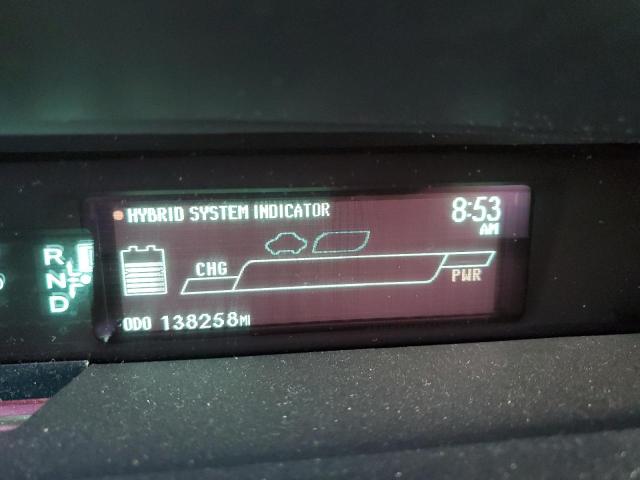 HYBRID SYSTEM INDICATOR
8:53
AM
R
N
D
CHG
PWR
ODO 138258MI